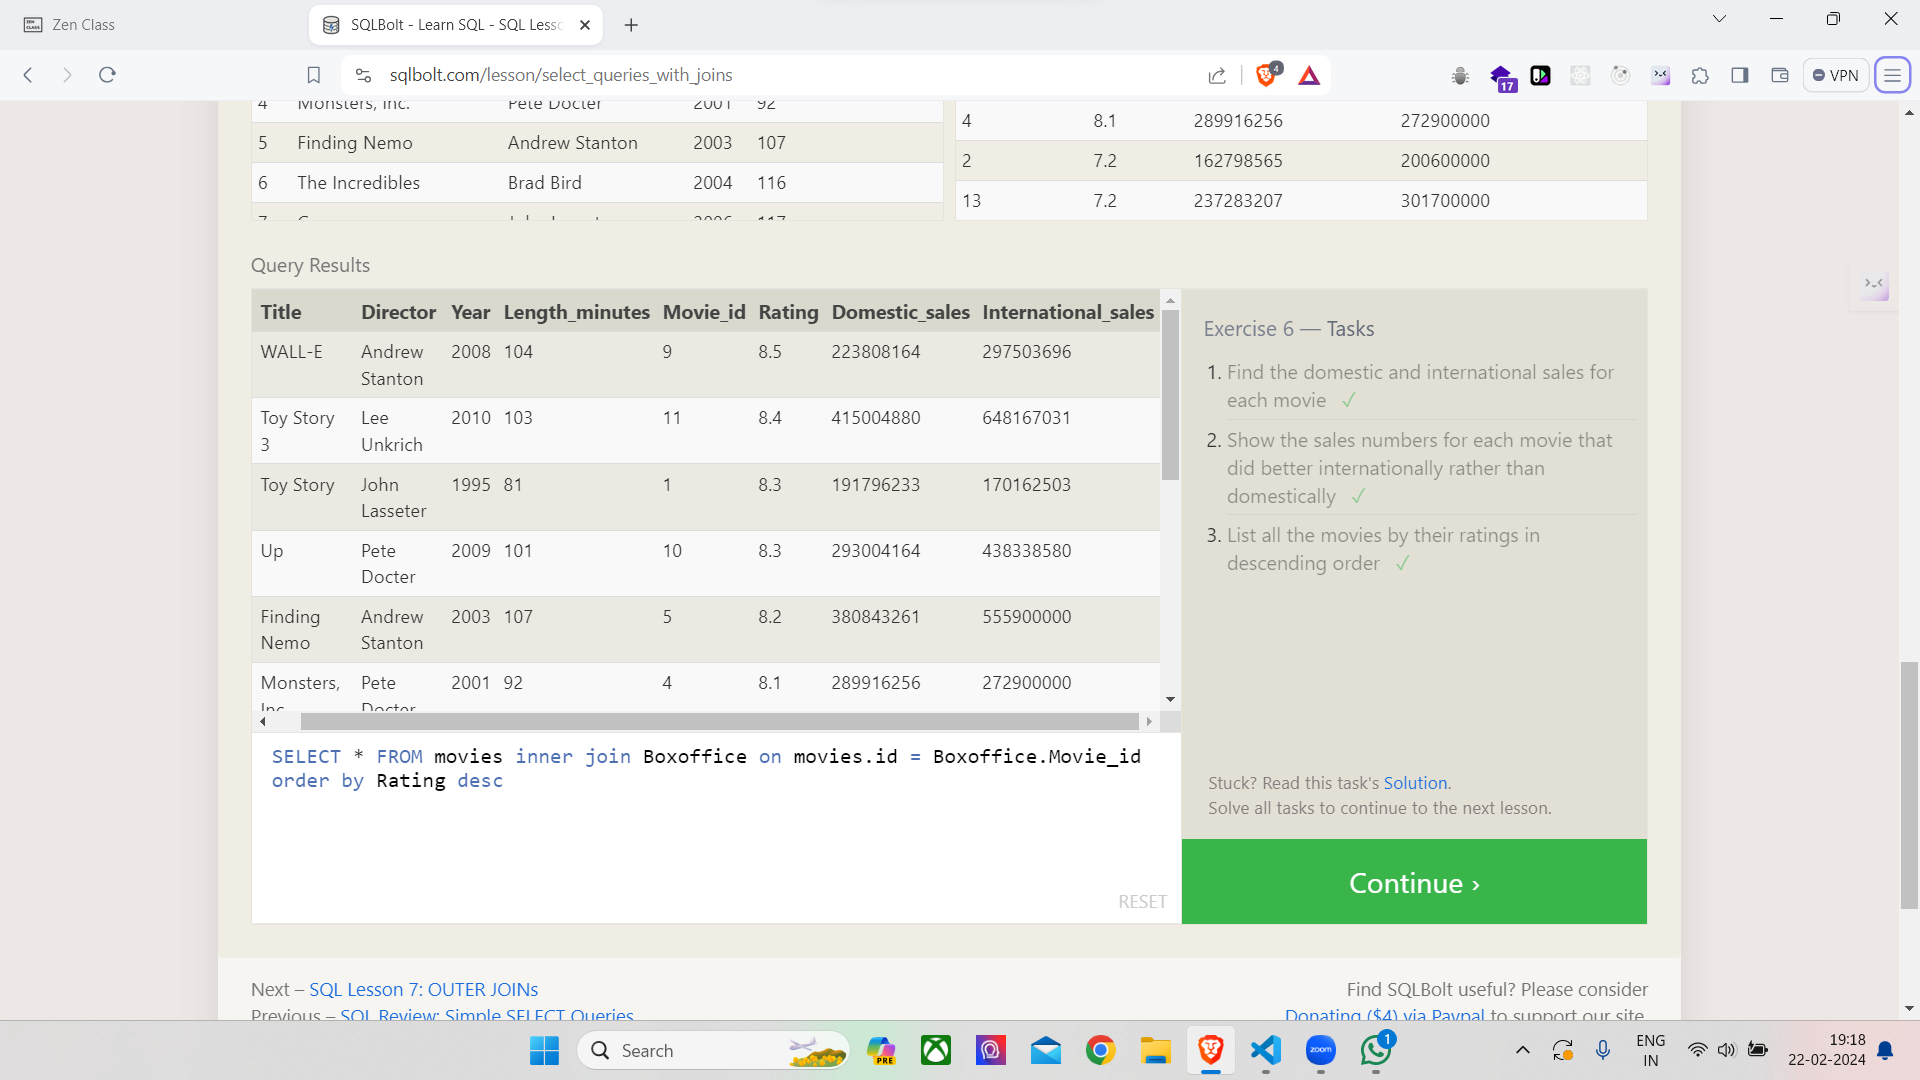 Zen Class
SQLBolt - Learn SQL - SQL Less
sqlbolt.com/lesson/select_queries_with_joins
4
17
VPN
4 Monsters, Inc. Pete Docter 2001 92
5 Finding Nemo Andrew Stanton 2003 107
6 The Incredibles Brad Bird 2004 116
4 8.1 289916256 272900000
2 7.2 162798565 200600000
13 7.2 237283207 301700000
Query Results
Title Director Year Length_minutes Movie_id Rating Domestic_sales International_sales
WALL-E Andrew Stanton 2008 104 9 8.5 223808164 297503696
Toy Story 3 Lee Unkrich 2010 103 11 8.4 415004880 648167031
Toy Story John Lasseter 1995 81 1 8.3 191796233 170162503
Up Pete Docter 2009 101 10 8.3 293004164 438338580
Finding Nemo Andrew Stanton 2003 107 5 8.2 380843261 555900000
Monsters, Inc. Pete Docter 2001 92 4 8.1 289916256 272900000
Exercise 6 — Tasks
1. Find the domestic and international sales for
each movie ✓
2. Show the sales numbers for each movie that
did better internationally rather than
domestically ✓
3. List all the movies by their ratings in
descending order ✓
SELECT * FROM movies inner join Boxoffice on movies.id = Boxoffice.Movie_id
order by Rating desc
RESET
Stuck? Read this task's Solution.
Solve all tasks to continue to the next lesson.
Continue ›
Next – SQL Lesson 7: OUTER JOINs
Previous – SQL Review: Simple SELECT Queries
Find SQLBolt useful? Please consider
Donating ($4) via Paypal to support our site.
Search
PRE
zoom
1
ENG
IN
19:18
22-02-2024